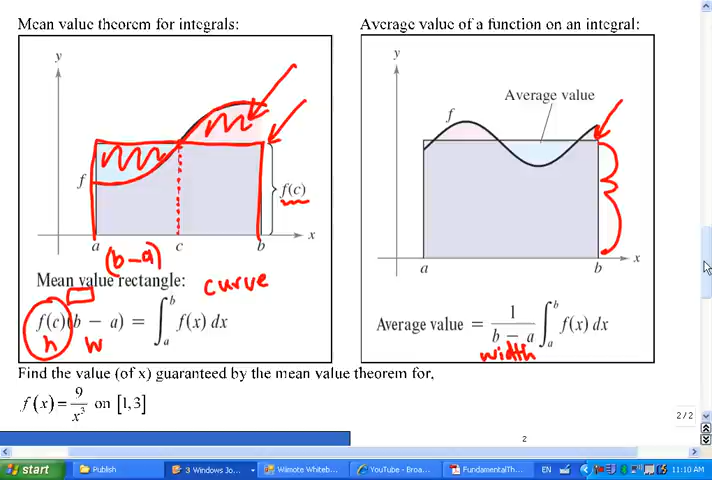 Mean value theorem for integrals:
y
f
f(c)
a
c
b
x
(b-a)
Mean value rectangle:
curve
f(c)(b − a) = ∫_a^b f(x) dx
h
w
Average value of a function on an integral:
y
Average value
f
a
b
x
Average value = 1/(b − a) ∫_a^b f(x) dx
width
Find the value (of x) guaranteed by the mean value theorem for,
f(x) = 9/x³ on [1,3]
2/2
2
start
Publish
3 Windows Jo...
Wiimote Whiteb...
YouTube - Broa...
FundamentalTh...
EN
11:10 AM